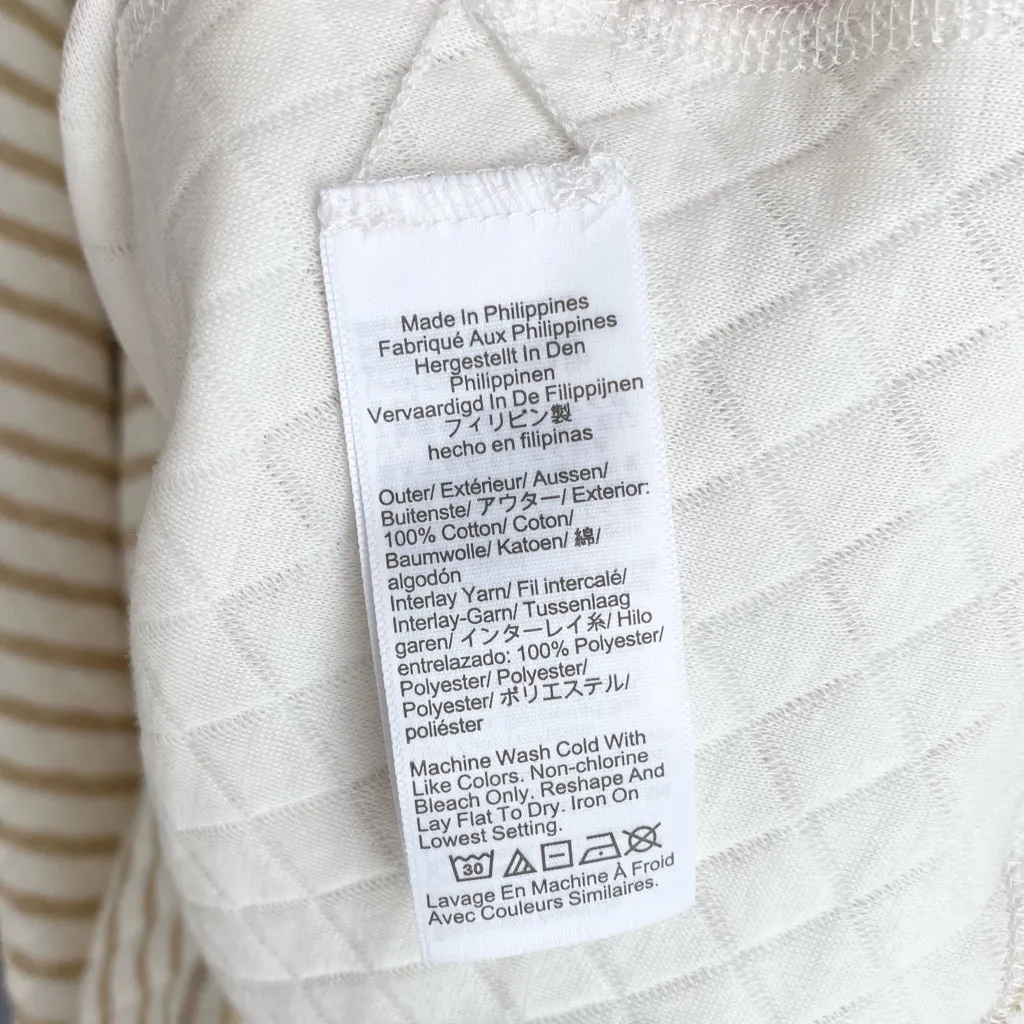 Made In Philippines
Fabriqué Aux Philippines
Hergestellt In Den
Philippinen
Vervaardigd In De Filippijnen
フィリピン製
hecho en filipinas
Outer/ Extérieur/ Aussen/
Buitenste/ アウター/ Exterior:
100% Cotton/ Coton/
Baumwolle/ Katoen/ 綿/
algodón
Interlay Yarn/ Fil intercalé/
Interlay-Garn/ Tussenlaag
garen/ インターレイ糸/ Hilo
entrelazado: 100% Polyester/
Polyester/ Polyester/
Polyester/ ポリエステル/
poliéster
Machine Wash Cold With
Like Colors. Non-chlorine
Bleach Only. Reshape And
Lay Flat To Dry. Iron On
Lowest Setting.
30
Lavage En Machine À Froid
Avec Couleurs Similaires.